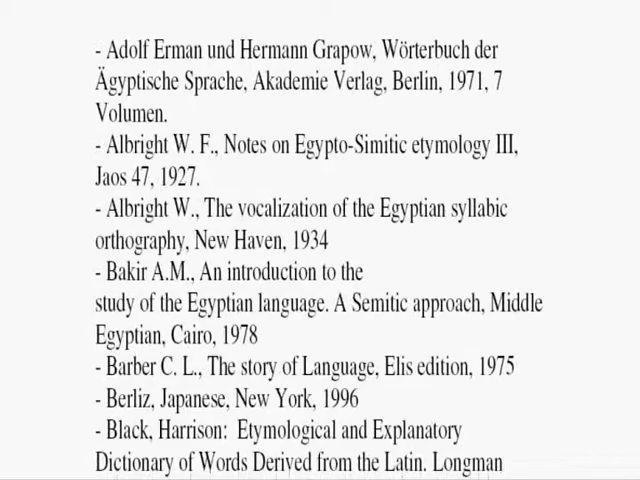 - Adolf Erman und Hermann Grapow, Wörterbuch der
Ägyptische Sprache, Akademie Verlag, Berlin, 1971, 7
Volumen.
- Albright W. F., Notes on Egypto-Simitic etymology III,
Jaos 47, 1927.
- Albright W., The vocalization of the Egyptian syllabic
orthography, New Haven, 1934
- Bakir A.M., An introduction to the
study of the Egyptian language. A Semitic approach, Middle
Egyptian, Cairo, 1978
- Barber C. L., The story of Language, Elis edition, 1975
- Berliz, Japanese, New York, 1996
- Black, Harrison:  Etymological and Explanatory
Dictionary of Words Derived from the Latin. Longman